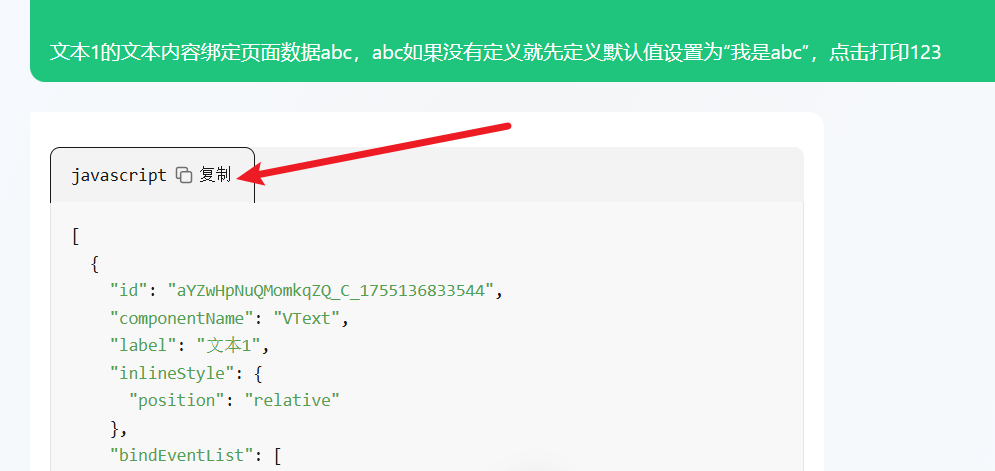 文本1的文本内容绑定页面数据abc，abc如果没有定义就先定义默认值设置为“我是abc”，点击打印123
javascript 复制
[
{
"id": "aYZwHpNuQMomkqZQ_C_1755136833544",
"componentName": "VText",
"label": "文本1",
"inlineStyle": {
"position": "relative"
},
"bindEventList": [